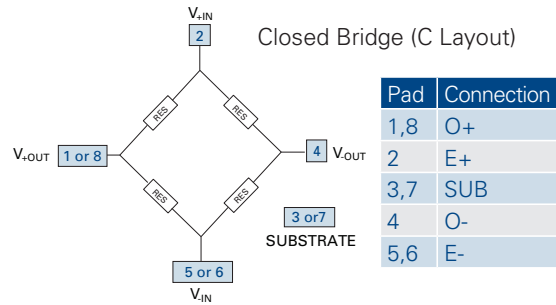 V+IN
2
Closed Bridge (C Layout)
RES
RES
V+OUT
1 or 8
4
V-OUT
RES
RES
3 or7
SUBSTRATE
5 or 6
V-IN
Pad Connection
1,8 O+
2 E+
3,7 SUB
4 O-
5,6 E-